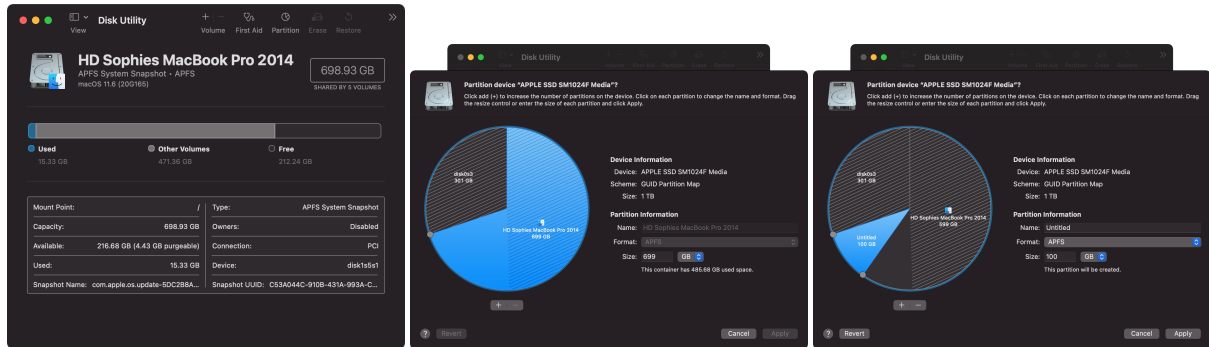 Disk Utility
View
Volume First Aid Partition Erase Restore
HD Sophies MacBook Pro 2014
APFS System Snapshot • APFS
macOS 11.6 (20G165)
698.93 GB
SHARED BY 5 VOLUMES
Used
15.33 GB
Other Volumes
471.36 GB
Free
212.24 GB
Mount Point: /
Capacity: 698.93 GB
Available: 216.68 GB (4.43 GB purgeable)
Used: 15.33 GB
Snapshot Name: com.apple.os.update-5DC2B8A...
Type: APFS System Snapshot
Owners: Disabled
Connection: PCI
Device: disk1s5s1
Snapshot UUID: C53A044C-910B-431A-993A-C...
Disk Utility
Partition device “APPLE SSD SM1024F Media”?
Click add (+) to increase the number of partitions on the device. Click on each partition to change the name and format. Drag
the resize control or enter the size of each partition and click Apply.
disk0s3
301 GB
HD Sophies MacBook Pro 2014
699 GB
Device Information
Device: APPLE SSD SM1024F Media
Scheme: GUID Partition Map
Size: 1 TB
Partition Information
Name: HD Sophies MacBook Pro 2014
Format: APFS
Size: 699 GB
This container has 485.68 GB used space.
+ −
? Revert
Cancel Apply
Disk Utility
Partition device “APPLE SSD SM1024F Media”?
Click add (+) to increase the number of partitions on the device. Click on each partition to change the name and format. Drag
the resize control or enter the size of each partition and click Apply.
disk0s3
301 GB
HD Sophies MacBook Pro 2014
599 GB
Untitled
100 GB
Device Information
Device: APPLE SSD SM1024F Media
Scheme: GUID Partition Map
Size: 1 TB
Partition Information
Name: Untitled
Format: APFS
Size: 100 GB
This partition will be created.
+ −
? Revert
Cancel Apply